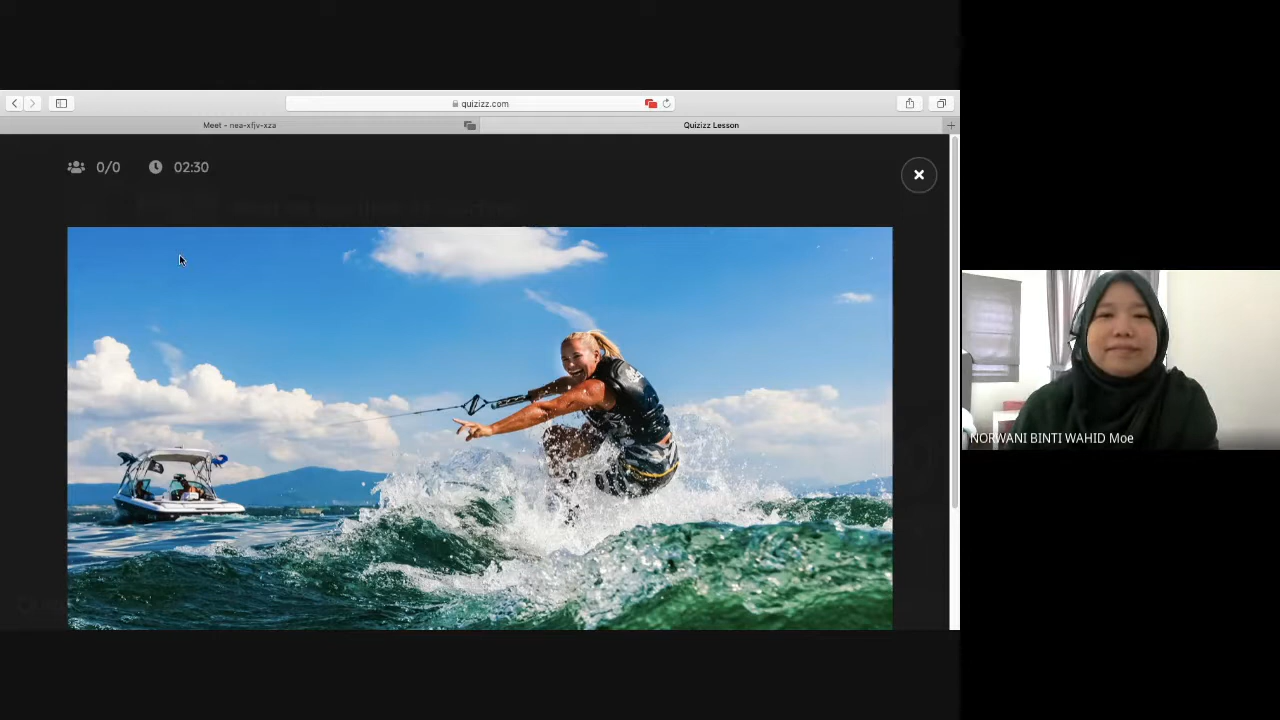 quizizz.com
Meet - nea-xfjv-xza
Quizizz Lesson
0/0 02:30
NORWANI BINTI WAHID Moe